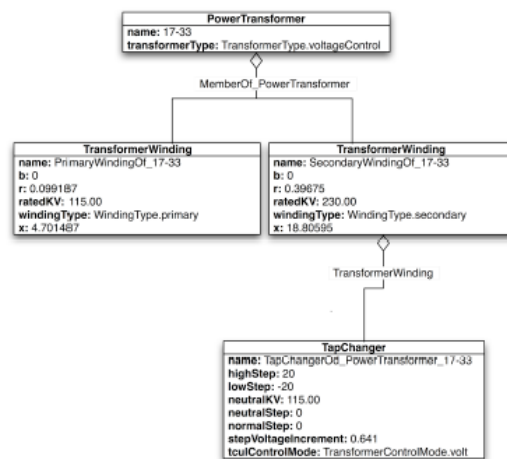 PowerTransformer
name: 17-33
transformerType: TransformerType.voltageControl
MemberOf_PowerTransformer
TransformerWinding
name: PrimaryWindingOf_17-33
b: 0
r: 0.099187
ratedKV: 115.00
windingType: WindingType.primary
x: 4.701487
TransformerWinding
name: SecondaryWindingOf_17-33
b: 0
r: 0.39675
ratedKV: 230.00
windingType: WindingType.secondary
x: 18.80595
TransformerWinding
TapChanger
name: TapChangerOd_PowerTransformer_17-33
highStep: 20
lowStep: -20
neutralKV: 115.00
neutralStep: 0
normalStep: 0
stepVoltageIncrement: 0.641
tculControlMode: TransformerControlMode.volt